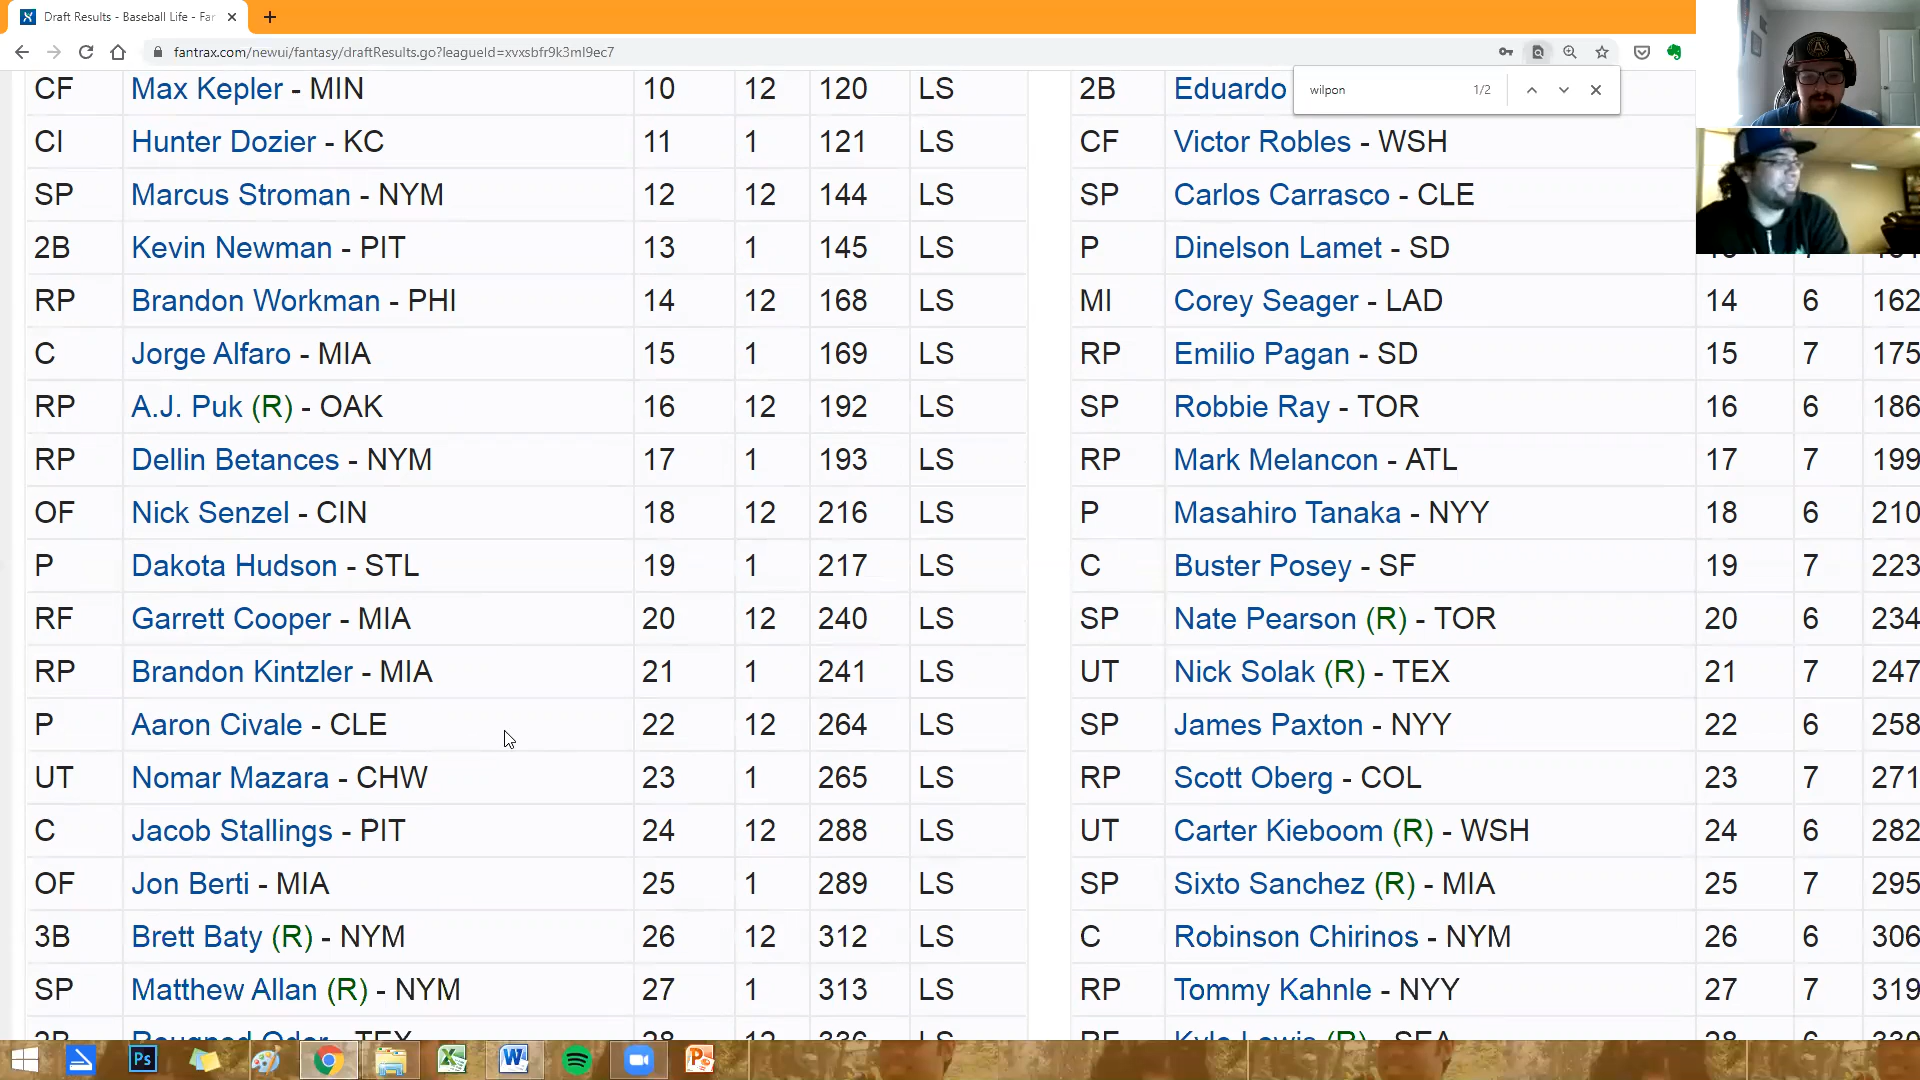 Draft Results - Baseball Life - Far
fantrax.com/newui/fantasy/draftResults.go?leagueId=xvxsbfr9k3ml9ec7
wilpon 1/2
CF Max Kepler - MIN 10 12 120 LS 2B Eduardo
CI Hunter Dozier - KC 11 1 121 LS CF Victor Robles - WSH
SP Marcus Stroman - NYM 12 12 144 LS SP Carlos Carrasco - CLE
2B Kevin Newman - PIT 13 1 145 LS P Dinelson Lamet - SD
RP Brandon Workman - PHI 14 12 168 LS MI Corey Seager - LAD 14 6 162
C Jorge Alfaro - MIA 15 1 169 LS RP Emilio Pagan - SD 15 7 175
RP A.J. Puk (R) - OAK 16 12 192 LS SP Robbie Ray - TOR 16 6 186
RP Dellin Betances - NYM 17 1 193 LS RP Mark Melancon - ATL 17 7 199
OF Nick Senzel - CIN 18 12 216 LS P Masahiro Tanaka - NYY 18 6 210
P Dakota Hudson - STL 19 1 217 LS C Buster Posey - SF 19 7 223
RF Garrett Cooper - MIA 20 12 240 LS SP Nate Pearson (R) - TOR 20 6 234
RP Brandon Kintzler - MIA 21 1 241 LS UT Nick Solak (R) - TEX 21 7 247
P Aaron Civale - CLE 22 12 264 LS SP James Paxton - NYY 22 6 258
UT Nomar Mazara - CHW 23 1 265 LS RP Scott Oberg - COL 23 7 271
C Jacob Stallings - PIT 24 12 288 LS UT Carter Kieboom (R) - WSH 24 6 282
OF Jon Berti - MIA 25 1 289 LS SP Sixto Sanchez (R) - MIA 25 7 295
3B Brett Baty (R) - NYM 26 12 312 LS C Robinson Chirinos - NYM 26 6 306
SP Matthew Allan (R) - NYM 27 1 313 LS RP Tommy Kahnle - NYY 27 7 319